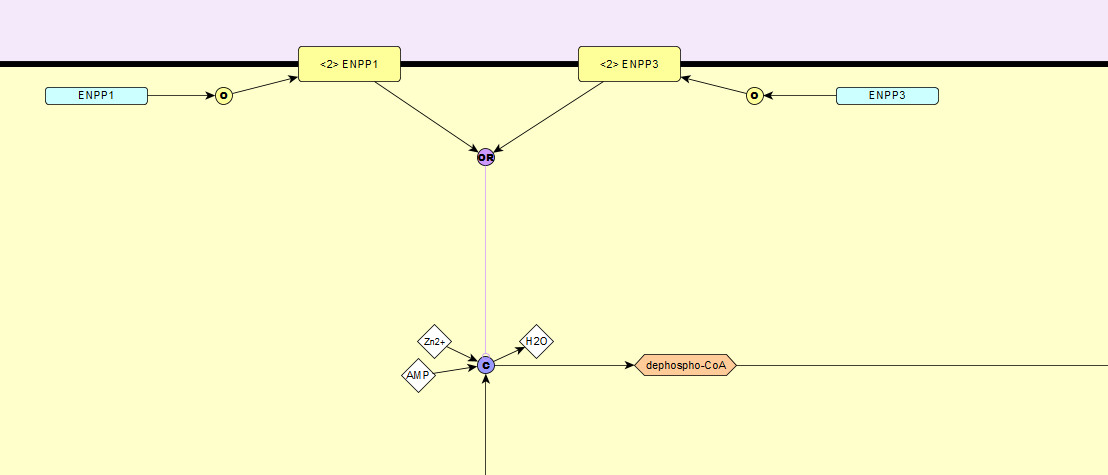 <2> ENPP1
<2> ENPP3
ENPP1
O
O
ENPP3
OR
Zn2+
H2O
AMP
C
dephospho-CoA